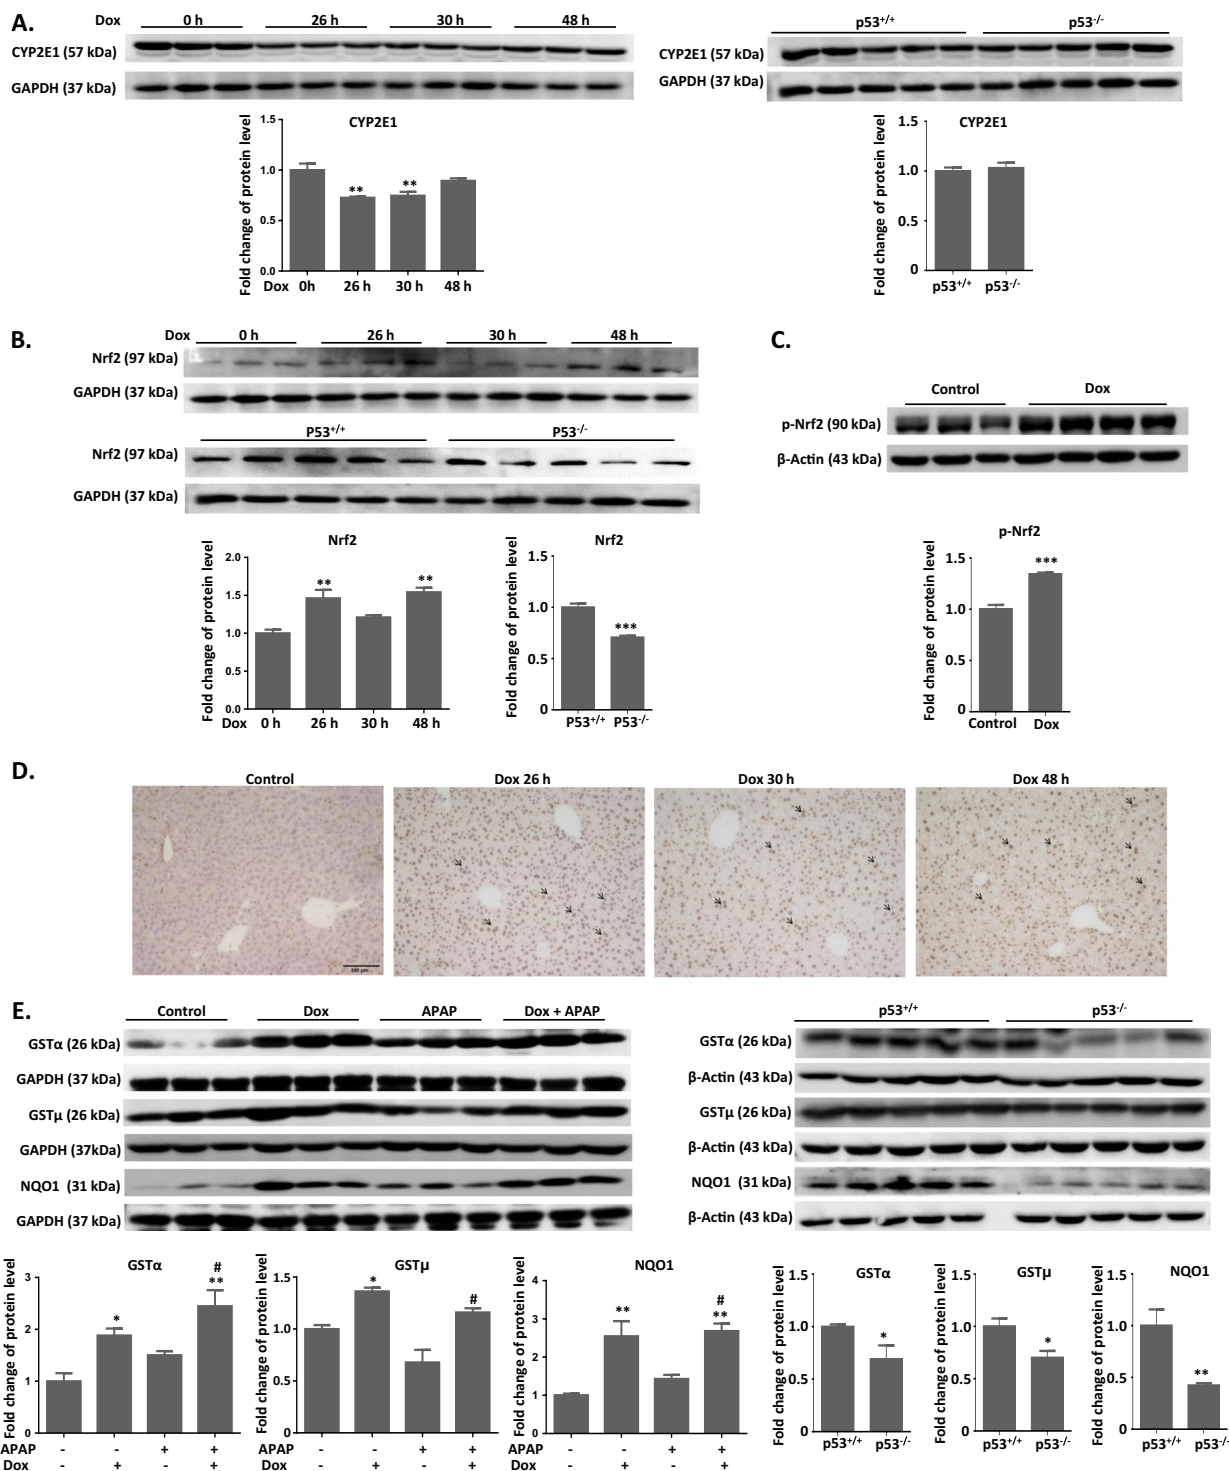 A.
Dox 0 h 26 h 30 h 48 h
CYP2E1 (57 kDa)
GAPDH (37 kDa)
p53+/+ p53-/-
CYP2E1 (57 kDa)
GAPDH (37 kDa)
CYP2E1
Fold change of protein level
1.5
1.0
0.5
0.0
** **
Dox 0h 26 h 30 h 48 h
CYP2E1
Fold change of protein level
1.5
1.0
0.5
0
p53+/+ p53-/-
B.
Dox 0 h 26 h 30 h 48 h
Nrf2 (97 kDa)
GAPDH (37 kDa)
P53+/+ P53-/-
Nrf2 (97 kDa)
GAPDH (37 kDa)
Nrf2
Fold change of protein level
2.0
1.5
1.0
0.5
0.0
** **
Dox 0 h 26 h 30 h 48 h
Nrf2
Fold change of protein level
1.5
1.0
0.5
0
***
P53+/+ P53-/-
C.
Control Dox
p-Nrf2 (90 kDa)
β-Actin (43 kDa)
p-Nrf2
Fold change of protein level
1.5
1.0
0.5
0
***
Control Dox
D.
Control Dox 26 h Dox 30 h Dox 48 h
100 μm
E.
Control Dox APAP Dox + APAP
GSTα (26 kDa)
GAPDH (37 kDa)
GSTμ (26 kDa)
GAPDH (37kDa)
NQO1 (31 kDa)
GAPDH (37 kDa)
p53+/+ p53-/-
GSTα (26 kDa)
β-Actin (43 kDa)
GSTμ (26 kDa)
β-Actin (43 kDa)
NQO1 (31 kDa)
β-Actin (43 kDa)
GSTα
Fold change of protein level
3
2
1
0
*
#
**
APAP - - + +
Dox - + - +
GSTμ
Fold change of protein level
1.5
1.0
0.5
0
*
#
APAP - - + +
Dox - + - +
NQO1
Fold change of protein level
4
3
2
1
0
**
#
**
APAP - - + +
Dox - + - +
GSTα
Fold change of protein level
1.5
1.0
0.5
0
*
p53+/+ p53-/-
GSTμ
Fold change of protein level
1.5
1.0
0.5
0
*
p53+/+ p53-/-
NQO1
Fold change of protein level
1.5
1.0
0.5
0
**
p53+/+ p53-/-